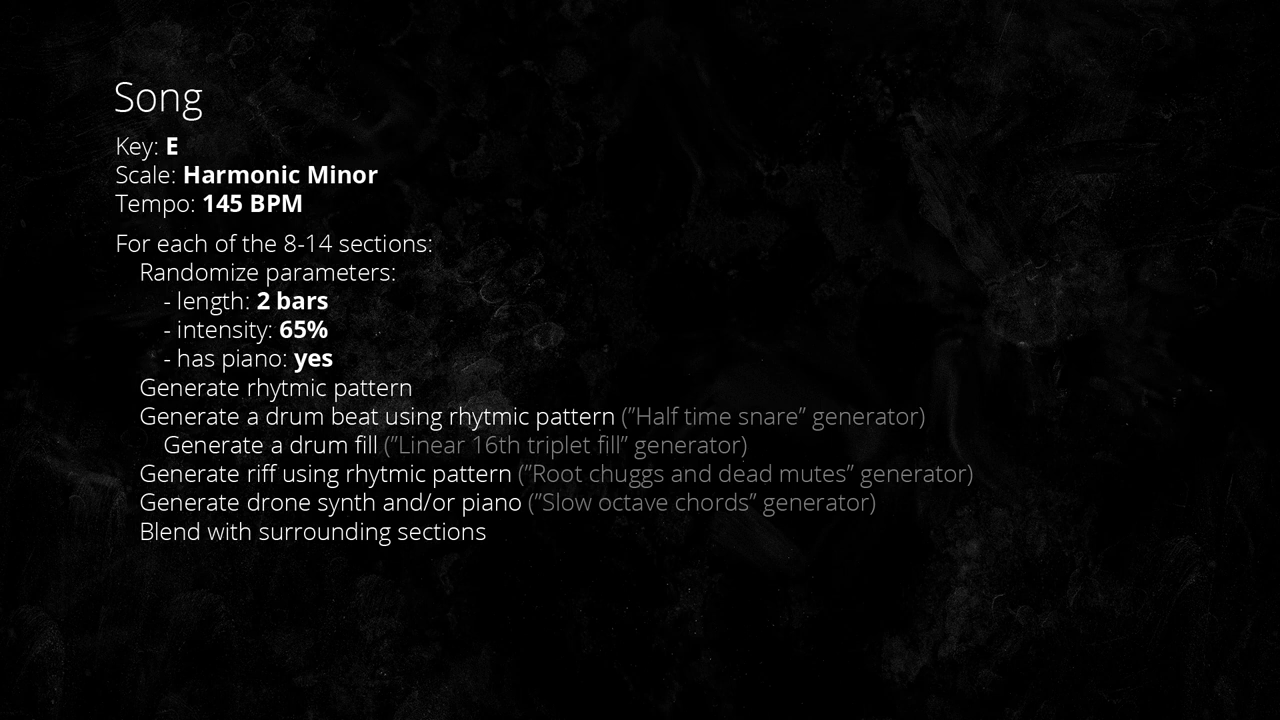 Song
Key: E
Scale: Harmonic Minor
Tempo: 145 BPM
For each of the 8-14 sections:
Randomize parameters:
- length: 2 bars
- intensity: 65%
- has piano: yes
Generate rhytmic pattern
Generate a drum beat using rhytmic pattern (”Half time snare” generator)
Generate a drum fill (”Linear 16th triplet fill” generator)
Generate riff using rhytmic pattern (”Root chuggs and dead mutes” generator)
Generate drone synth and/or piano (”Slow octave chords” generator)
Blend with surrounding sections